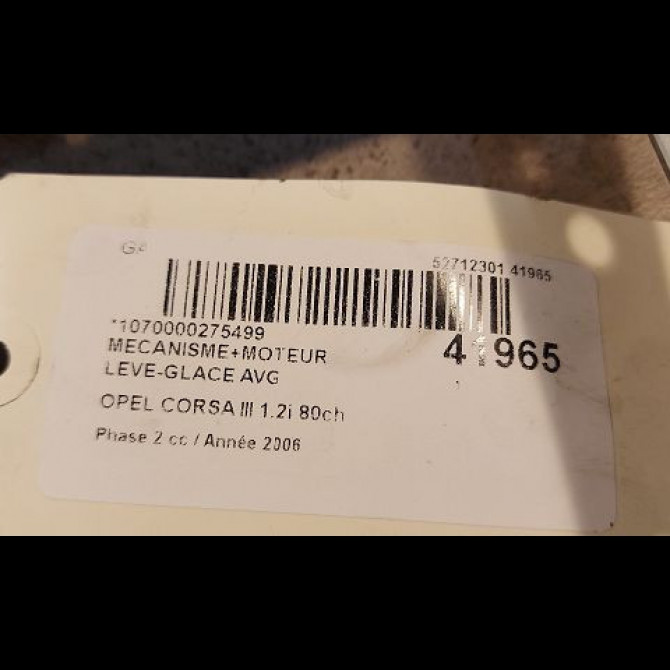 52712301 41965
*1070000275499
MECANISME+MOTEUR
LEVE-GLACE AVG
41965
OPEL CORSA III 1.2i 80ch
Phase 2 cc / Année 2006